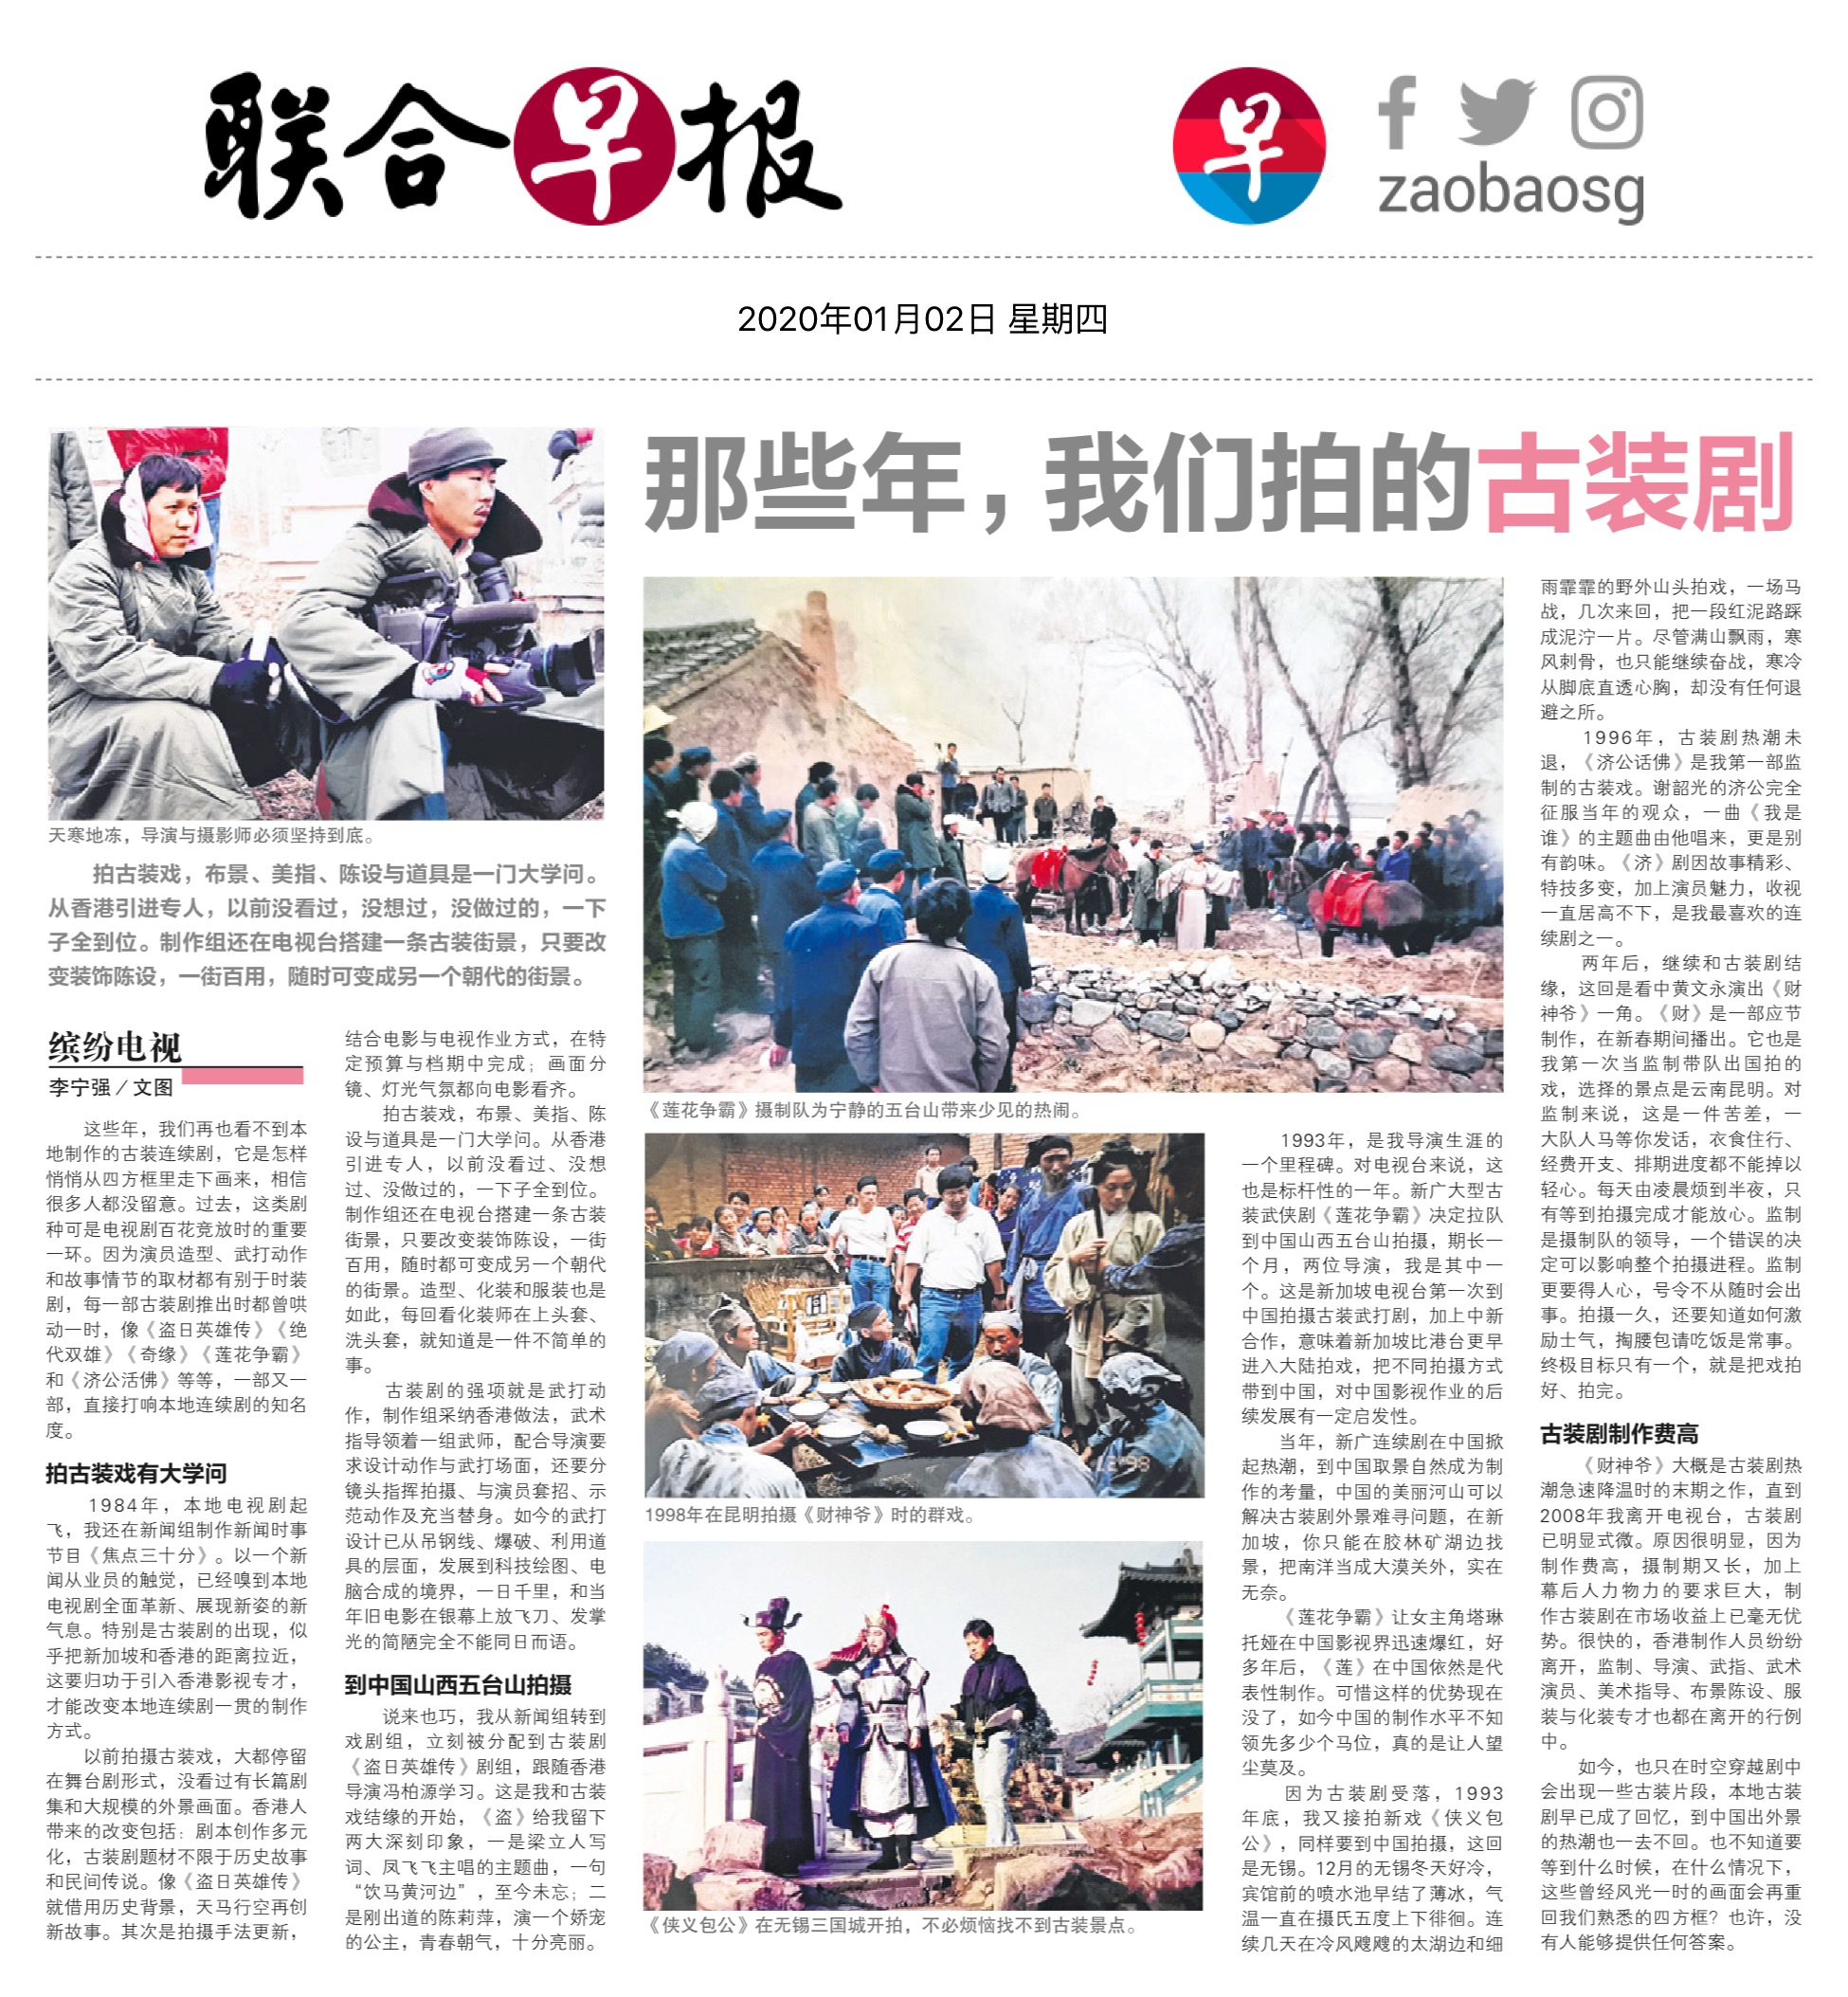 联合早报
早
zaobaosg
2020年01月02日 星期四
那些年，我们拍的古装剧
天寒地冻，导演与摄影师必须坚持到底。
拍古装戏，布景、美指、陈设与道具是一门大学问。
从香港引进专人，以前没看过，没想过，没做过的，一下
子全到位。制作组还在电视台搭建一条古装街景，只要改
变装饰陈设，一街百用，随时可变成另一个朝代的街景。
缤纷电视
李宁强／文图
这些年，我们再也看不到本
地制作的古装连续剧，它是怎样
悄悄从四方框里走下画来，相信
很多人都没留意。过去，这类剧
种可是电视剧百花竞放时的重要
一环。因为演员造型、武打动作
和故事情节的取材都有别于时装
剧，每一部古装剧推出时都曾哄
动一时，像《盗日英雄传》《绝
代双雄》《奇缘》《莲花争霸》
和《济公活佛》等等，一部又一
部，直接打响本地连续剧的知名
度。
拍古装戏有大学问
1984年，本地电视剧起
飞，我还在新闻组制作新闻时事
节目《焦点三十分》。以一个新
闻从业员的触觉，已经嗅到本地
电视剧全面革新、展现新姿的新
气息。特别是古装剧的出现，似
乎把新加坡和香港的距离拉近，
这要归功于引入香港影视专才，
才能改变本地连续剧一贯的制作
方式。
以前拍摄古装戏，大都停留
在舞台剧形式，没看过有长篇剧
集和大规模的外景画面。香港人
带来的改变包括：剧本创作多元
化，古装剧题材不限于历史故事
和民间传说。像《盗日英雄传》
就借用历史背景，天马行空再创
新故事。其次是拍摄手法更新，
结合电影与电视作业方式，在特
定预算与档期中完成；画面分
镜、灯光气氛都向电影看齐。
拍古装戏，布景、美指、陈
设与道具是一门大学问。从香港
引进专人，以前没看过、没想
过、没做过的，一下子全到位。
制作组还在电视台搭建一条古装
街景，只要改变装饰陈设，一街
百用，随时都可变成另一个朝代
的街景。造型、化装和服装也是
如此，每回看化装师在上头套、
洗头套，就知道是一件不简单的
事。
古装剧的强项就是武打动
作，制作组采纳香港做法，武术
指导领着一组武师，配合导演要
求设计动作与武打场面，还要分
镜头指挥拍摄、与演员套招、示
范动作及充当替身。如今的武打
设计已从吊钢线、爆破、利用道
具的层面，发展到科技绘图、电
脑合成的境界，一日千里，和当
年旧电影在银幕上放飞刀、发掌
光的简陋完全不能同日而语。
到中国山西五台山拍摄
说来也巧，我从新闻组转到
戏剧组，立刻被分配到古装剧
《盗日英雄传》剧组，跟随香港
导演冯柏源学习。这是我和古装
戏结缘的开始，《盗》给我留下
两大深刻印象，一是梁立人写
词、凤飞飞主唱的主题曲，一句
“饮马黄河边”，至今未忘；二
是刚出道的陈莉萍，演一个娇宠
的公主，青春朝气，十分亮丽。
《莲花争霸》摄制队为宁静的五台山带来少见的热闹。
12 '98
1998年在昆明拍摄《财神爷》时的群戏。
《侠义包公》在无锡三国城开拍，不必烦恼找不到古装景点。
1993年，是我导演生涯的
一个里程碑。对电视台来说，这
也是标杆性的一年。新广大型古
装武侠剧《莲花争霸》决定拉队
到中国山西五台山拍摄，期长一
个月，两位导演，我是其中一
个。这是新加坡电视台第一次到
中国拍摄古装武打剧，加上中新
合作，意味着新加坡比港台更早
进入大陆拍戏，把不同拍摄方式
带到中国，对中国影视作业的后
续发展有一定启发性。
当年，新广连续剧在中国掀
起热潮，到中国取景自然成为制
作的考量，中国的美丽河山可以
解决古装剧外景难寻问题，在新
加坡，你只能在胶林矿湖边找
景，把南洋当成大漠关外，实在
无奈。
《莲花争霸》让女主角塔琳
托娅在中国影视界迅速爆红，好
多年后，《莲》在中国依然是代
表性制作。可惜这样的优势现在
没了，如今中国的制作水平不知
领先多少个马位，真的是让人望
尘莫及。
因为古装剧受落，1993
年底，我又接拍新戏《侠义包
公》，同样要到中国拍摄，这回
是无锡。12月的无锡冬天好冷，
宾馆前的喷水池早结了薄冰，气
温一直在摄氏五度上下徘徊。连
续几天在冷风飕飕的太湖边和细
雨霏霏的野外山头拍戏，一场马
战，几次来回，把一段红泥路踩
成泥泞一片。尽管满山飘雨，寒
风刺骨，也只能继续奋战，寒冷
从脚底直透心胸，却没有任何退
避之所。
1996年，古装剧热潮未
退，《济公话佛》是我第一部监
制的古装戏。谢韶光的济公完全
征服当年的观众，一曲《我是
谁》的主题曲由他唱来，更是别
有韵味。《济》剧因故事精彩、
特技多变，加上演员魅力，收视
一直居高不下，是我最喜欢的连
续剧之一。
两年后，继续和古装剧结
缘，这回是看中黄文永演出《财
神爷》一角。《财》是一部应节
制作，在新春期间播出。它也是
我第一次当监制带队出国拍的
戏，选择的景点是云南昆明。对
监制来说，这是一件苦差，一
大队人马等你发话，衣食住行、
经费开支、排期进度都不能掉以
轻心。每天由凌晨烦到半夜，只
有等到拍摄完成才能放心。监制
是摄制队的领导，一个错误的决
定可以影响整个拍摄进程。监制
更要得人心，号令不从随时会出
事。拍摄一久，还要知道如何激
励士气，掏腰包请吃饭是常事。
终极目标只有一个，就是把戏拍
好、拍完。
古装剧制作费高
《财神爷》大概是古装剧热
潮急速降温时的末期之作，直到
2008年我离开电视台，古装剧
已明显式微。原因很明显，因为
制作费高，摄制期又长，加上
幕后人力物力的要求巨大，制
作古装剧在市场收益上已毫无优
势。很快的，香港制作人员纷纷
离开，监制、导演、武指、武术
演员、美术指导、布景陈设、服
装与化装专才也都在离开的行例
中。
如今，也只在时空穿越剧中
会出现一些古装片段，本地古装
剧早已成了回忆，到中国出外景
的热潮也一去不回。也不知道要
等到什么时候，在什么情况下，
这些曾经风光一时的画面会再重
回我们熟悉的四方框？也许，没
有人能够提供任何答案。